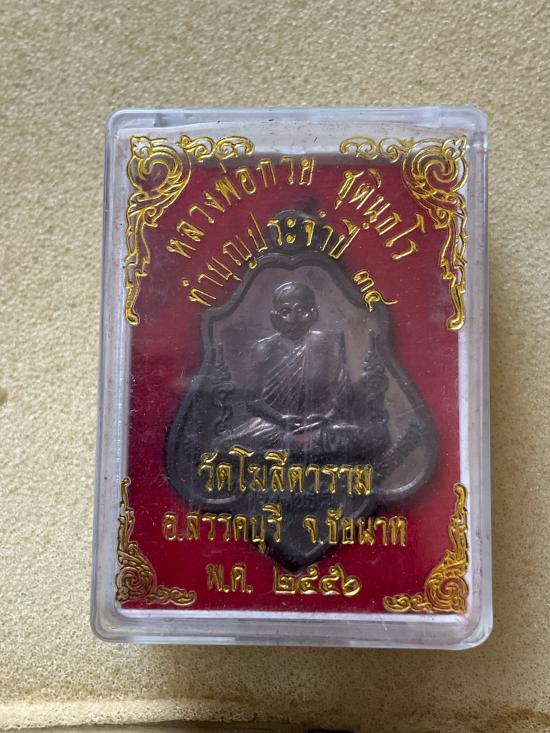 หลวงพ่อกวย ชุตินฺธโร
ทำบุญประจำปี ๓๔
วัดโฆสิตาราม
อ.สรรคบุรี จ.ชัยนาท
พ.ศ. ๒๕๕๖